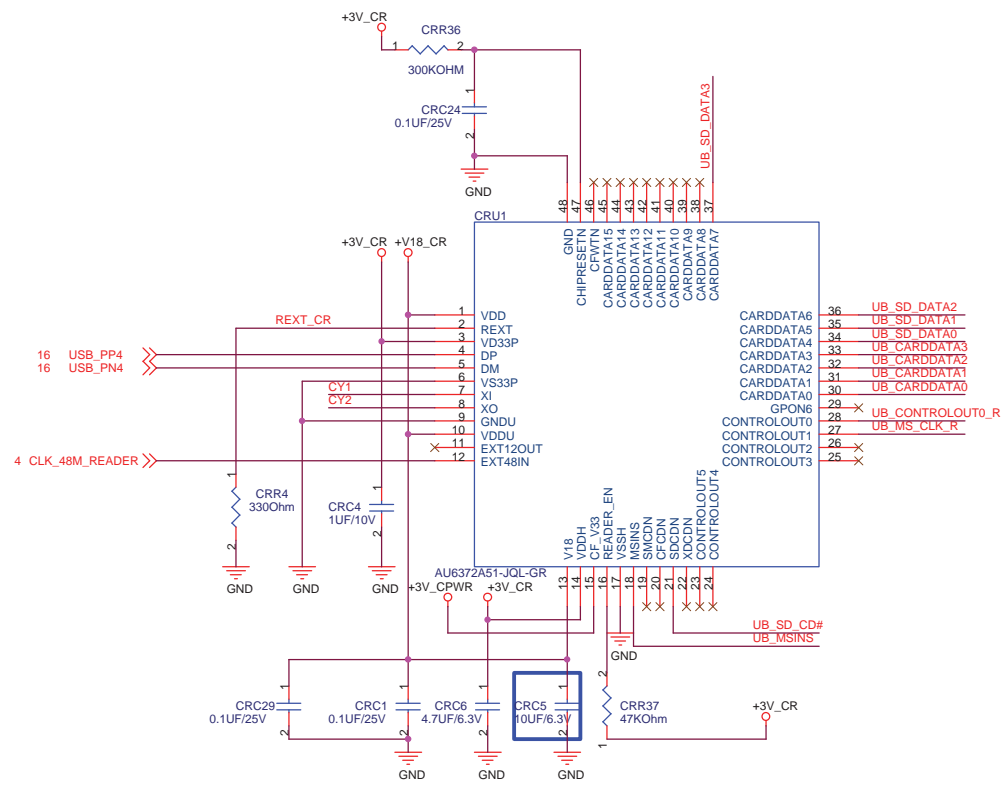 +3V_CR
CRR36
1 2
300KOHM
1
CRC24
0.1UF/25V
2
GND
UB_SD_DATA3
48 47 46 45 44 43 42 41 40 39 38 37
CRU1
GND
CHIPRESETN
CFWTN
CARDDATA15
CARDDATA14
CARDDATA13
CARDDATA12
CARDDATA11
CARDDATA10
CARDDATA9
CARDDATA8
CARDDATA7
+3V_CR +V18_CR
1 VDD
REXT_CR 2 REXT
3 VD33P
16 USB_PP4 4 DP
16 USB_PN4 5 DM
6 VS33P
CY1 7 XI
CY2 8 XO
9 GNDU
10 VDDU
11 EXT12OUT
4 CLK_48M_READER 12 EXT48IN
CARDDATA6 36 UB_SD_DATA2
CARDDATA5 35 UB_SD_DATA1
CARDDATA4 34 UB_SD_DATA0
CARDDATA3 33 UB_CARDDATA3
CARDDATA2 32 UB_CARDDATA2
CARDDATA1 31 UB_CARDDATA1
CARDDATA0 30 UB_CARDDATA0
GPON6 29
CONTROLOUT0 28 UB_CONTROLOUT0_R
CONTROLOUT1 27 UB_MS_CLK_R
CONTROLOUT2 26
CONTROLOUT3 25
1
CRR4
330Ohm
2
GND
GND
1
CRC4
1UF/10V
2
GND
V18
VDDH
CF_V33
READER_EN
VSSH
MSINS
SMCDN
CFCDN
SDCDN
XDCDN
CONTROLOUT5
CONTROLOUT4
AU6372A51-JQL-GR
13 14 15 16 17 18 19 20 21 22 23 24
+3V_CPWR +3V_CR
UB_SD_CD#
UB_MSINS
GND
1
CRC29
0.1UF/25V
2
1
CRC1
0.1UF/25V
2
GND
1
CRC6
4.7UF/6.3V
2
GND
1
CRC5
10UF/6.3V
2
GND
2
CRR37
47KOhm
1
+3V_CR